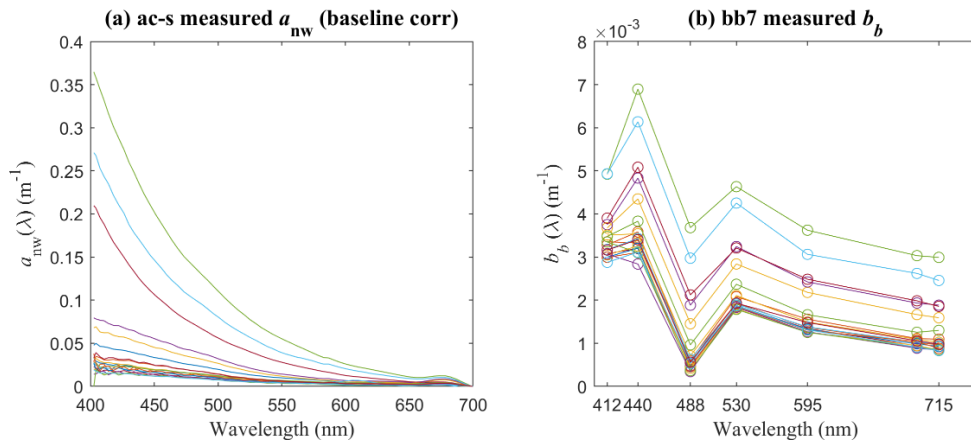 (a) ac-s measured a_nw (baseline corr)
0.4
0.35
0.3
0.25
0.2
0.15
0.1
0.05
0
a_nw(λ) (m⁻¹)
400 450 500 550 600 650 700
Wavelength (nm)
(b) bb7 measured b_b
×10⁻³
8
7
6
5
4
3
2
1
0
b_b(λ) (m⁻¹)
412 440 488 530 595 715
Wavelength (nm)